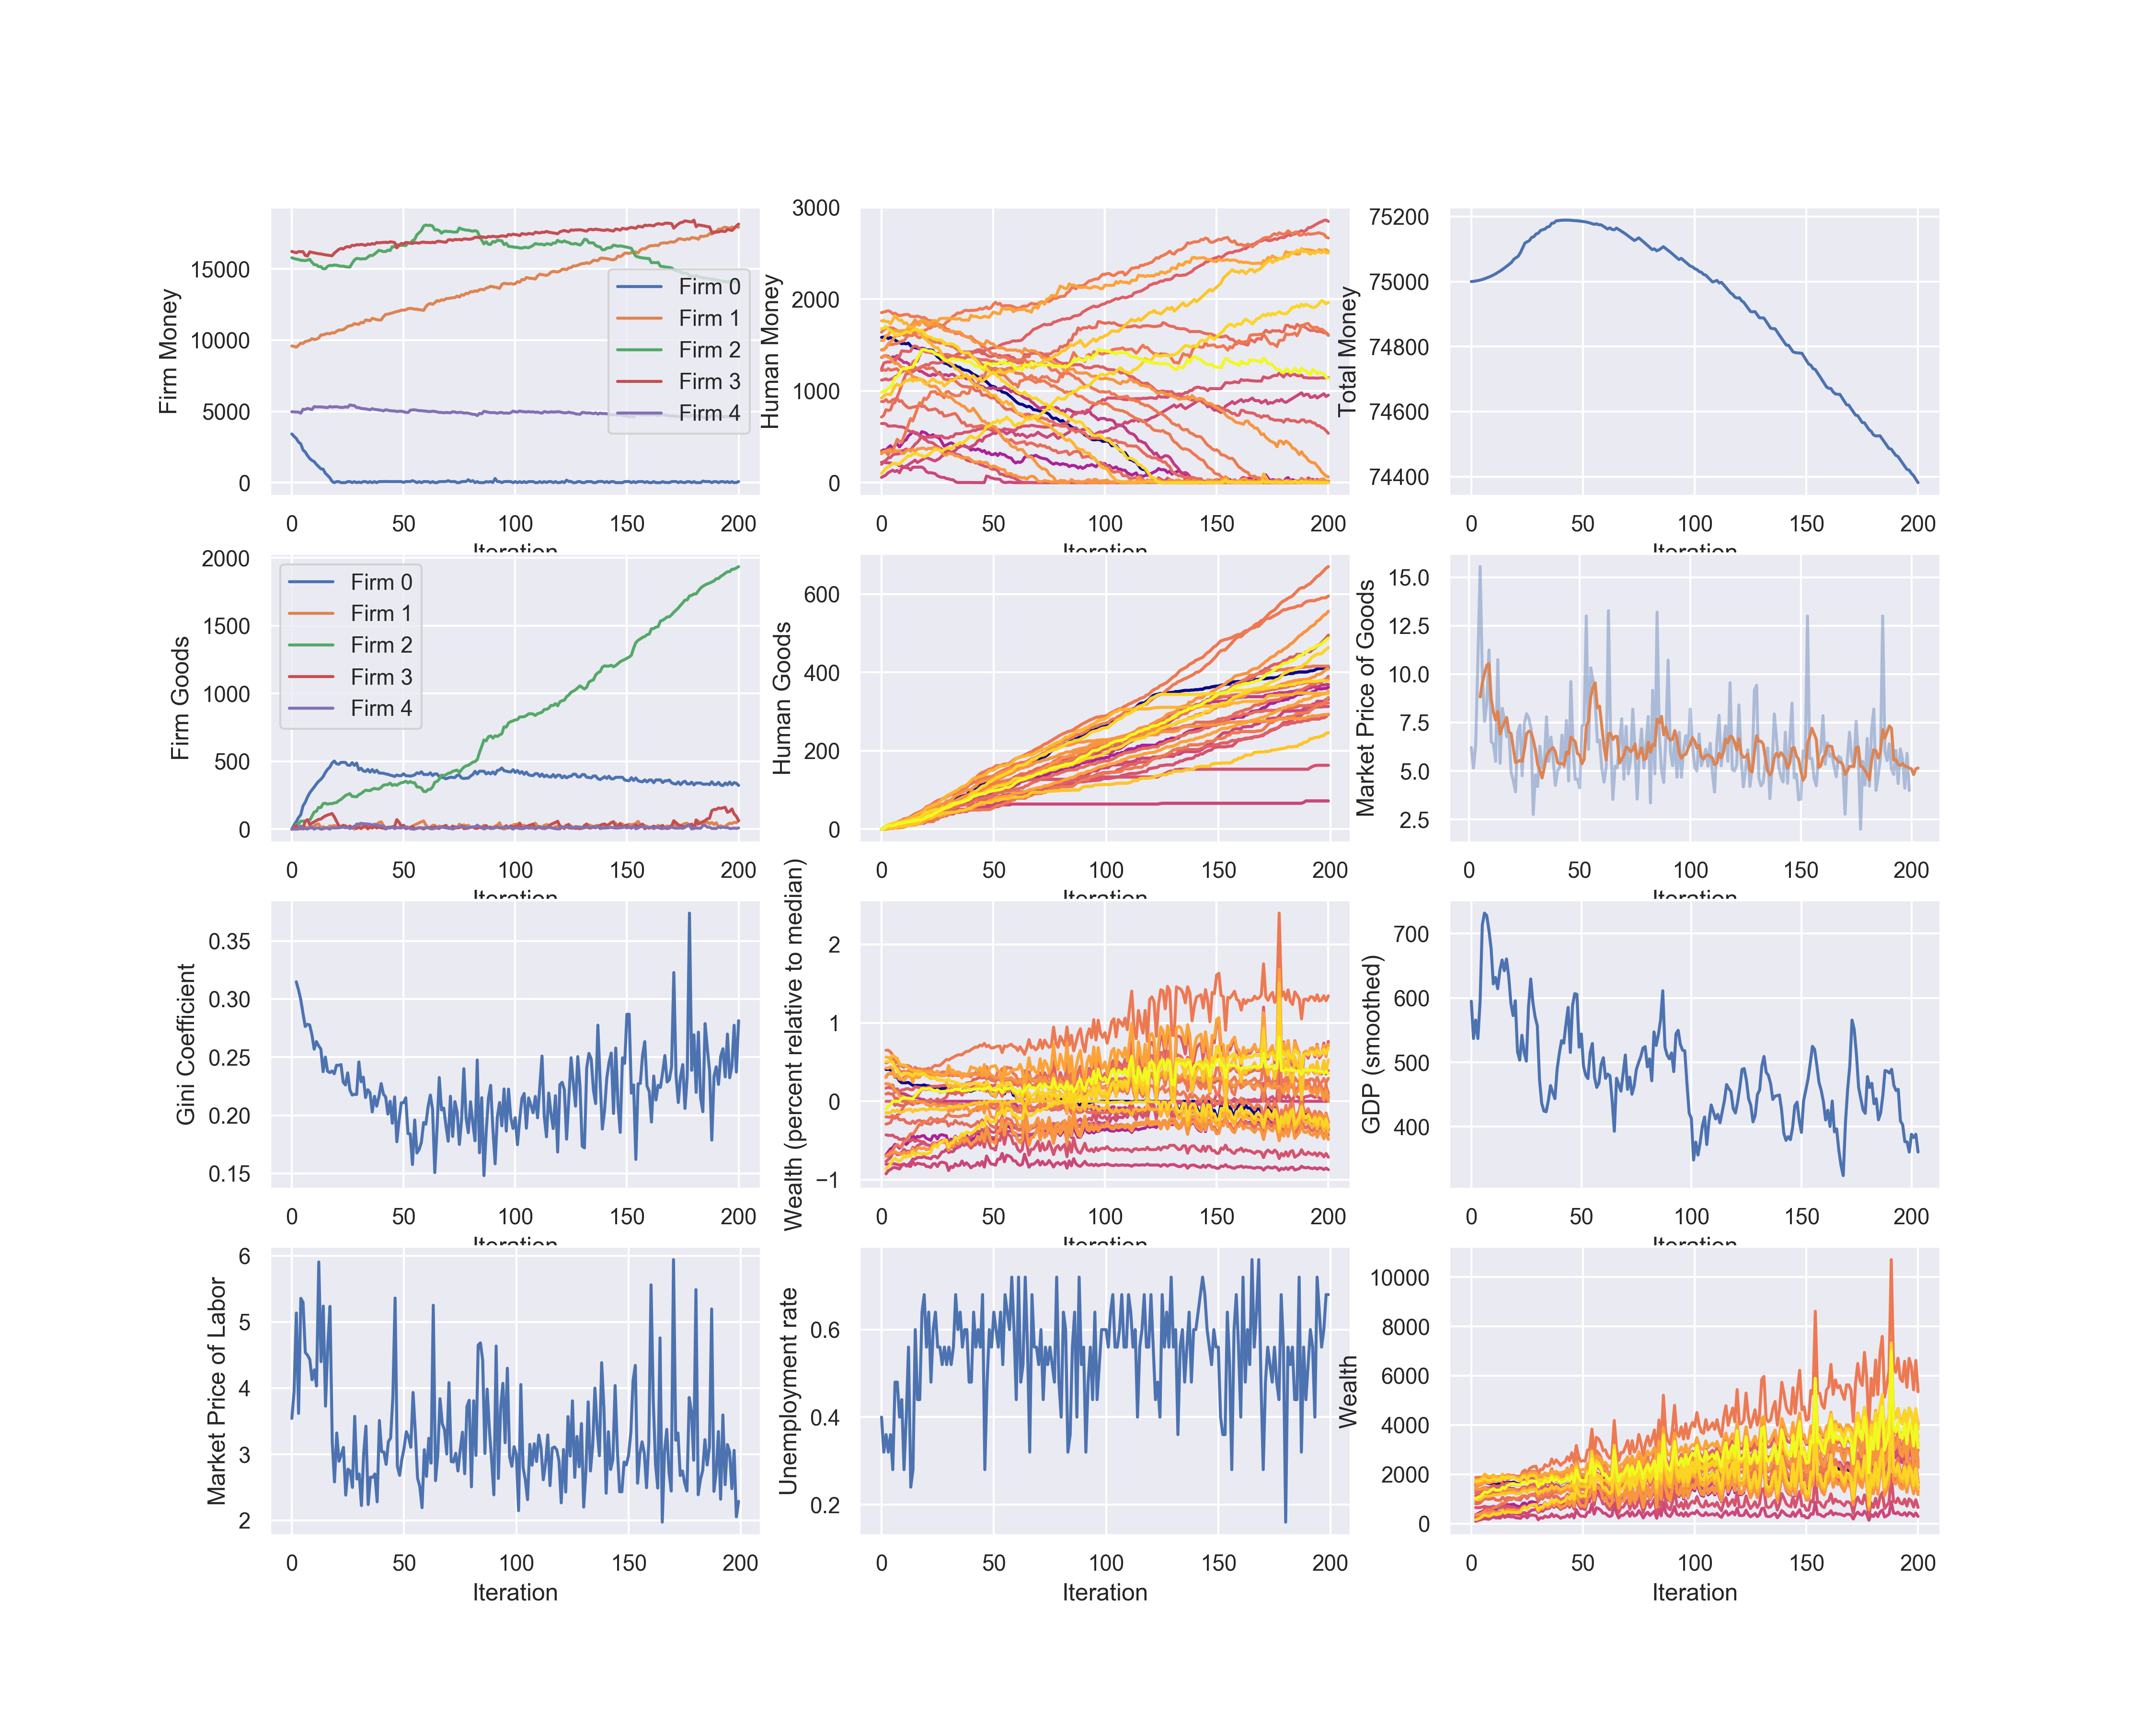 Firm Money
15000
10000
5000
0
0 50 100 150 200
Iteration
Firm 0
Firm 1
Firm 2
Firm 3
Firm 4
Human Money
3000
2000
1000
0
0 50 100 150 200
Iteration
Total Money
75200
75000
74800
74600
74400
0 50 100 150 200
Iteration
Firm Goods
2000
1500
1000
500
0
0 50 100 150 200
Iteration
Firm 0
Firm 1
Firm 2
Firm 3
Firm 4
Human Goods
600
400
200
0
0 50 100 150 200
Iteration
Market Price of Goods
15.0
12.5
10.0
7.5
5.0
2.5
0 50 100 150 200
Iteration
Gini Coefficient
0.35
0.30
0.25
0.20
0.15
0 50 100 150 200
Iteration
Wealth (percent relative to median)
2
1
0
−1
0 50 100 150 200
Iteration
GDP (smoothed)
700
600
500
400
0 50 100 150 200
Iteration
Market Price of Labor
6
5
4
3
2
0 50 100 150 200
Iteration
Unemployment rate
0.6
0.4
0.2
0 50 100 150 200
Iteration
Wealth
10000
8000
6000
4000
2000
0
0 50 100 150 200
Iteration